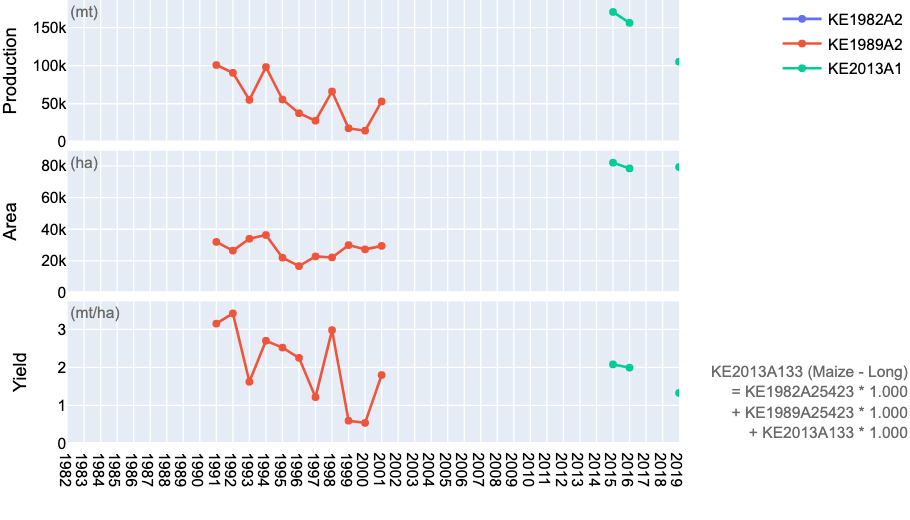 (mt)
Production
150k
100k
50k
0
KE1982A2
KE1989A2
KE2013A1
(ha)
Area
80k
60k
40k
20k
0
(mt/ha)
Yield
3
2
1
0
KE2013A133 (Maize - Long)
= KE1982A25423 * 1.000
+ KE1989A25423 * 1.000
+ KE2013A133 * 1.000
1982
1983
1984
1985
1986
1987
1988
1989
1990
1991
1992
1993
1994
1995
1996
1997
1998
1999
2000
2001
2002
2003
2004
2005
2006
2007
2008
2009
2010
2011
2012
2013
2014
2015
2016
2017
2018
2019